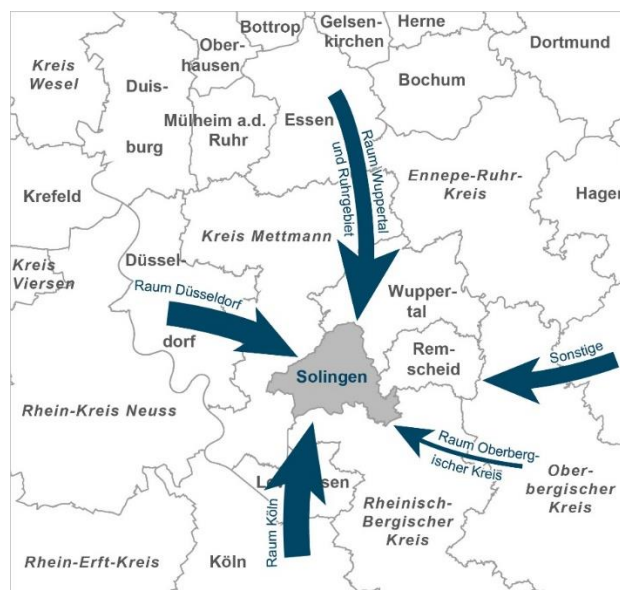 Bottrop
Gelsen-
kirchen
Herne
Dortmund
Kreis
Wesel
Ober-
hausen
Duis-
burg
Bochum
Mülheim a.d.
Ruhr
Essen
Raum Wuppertal
und Ruhrgebiet
Ennepe-Ruhr-
Kreis
Hagen
Krefeld
Kreis Mettmann
Kreis
Viersen
Düssel-
dorf
Raum Düsseldorf
Wupper-
tal
Rem-
scheid
Sonstige
Solingen
Rhein-Kreis Neuss
Raum Oberberg-
ischer Kreis
Ober-
bergischer
Kreis
Raum Köln
Rheinisch-
Bergischer
Kreis
Rhein-Erft-Kreis
Köln